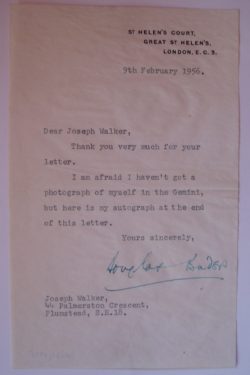 ST HELEN'S COURT,
GREAT ST HELEN'S,
LONDON, E.C.3.
9th February 1956.
Dear Joseph Walker,
Thank you very much for your
letter.
I am afraid I haven't got a
photograph of myself in the Gemini,
but here is my autograph at the end
of this letter.
Yours sincerely,
Douglas Bader
Joseph Walker,
44 Palmerston Crescent,
Plumstead, S.E.18.